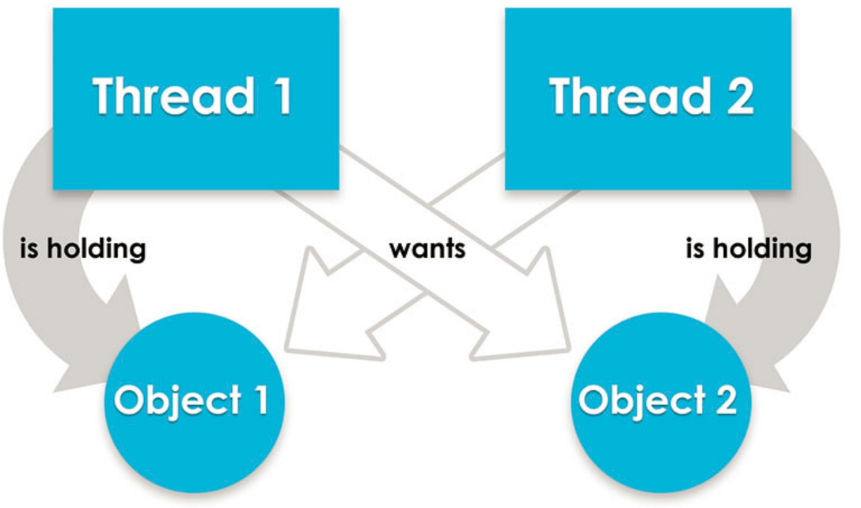 Thread 1
Thread 2
is holding
wants
is holding
Object 1
Object 2